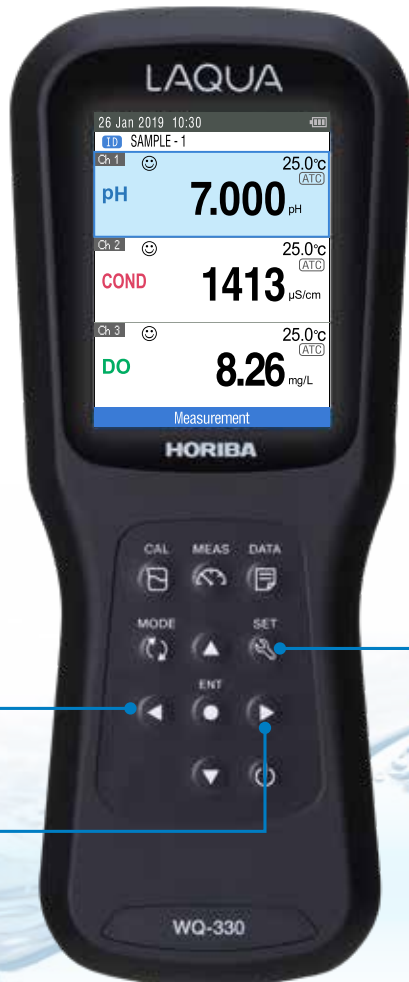 LAQUA
26 Jan 2019 10:30
ID SAMPLE - 1
Ch 1 25.0℃
ATC
pH 7.000 pH
Ch 2 25.0℃
ATC
COND 1413 µS/cm
Ch 3 25.0℃
ATC
DO 8.26 mg/L
Measurement
HORIBA
CAL MEAS DATA
MODE SET
ENT
WQ-330